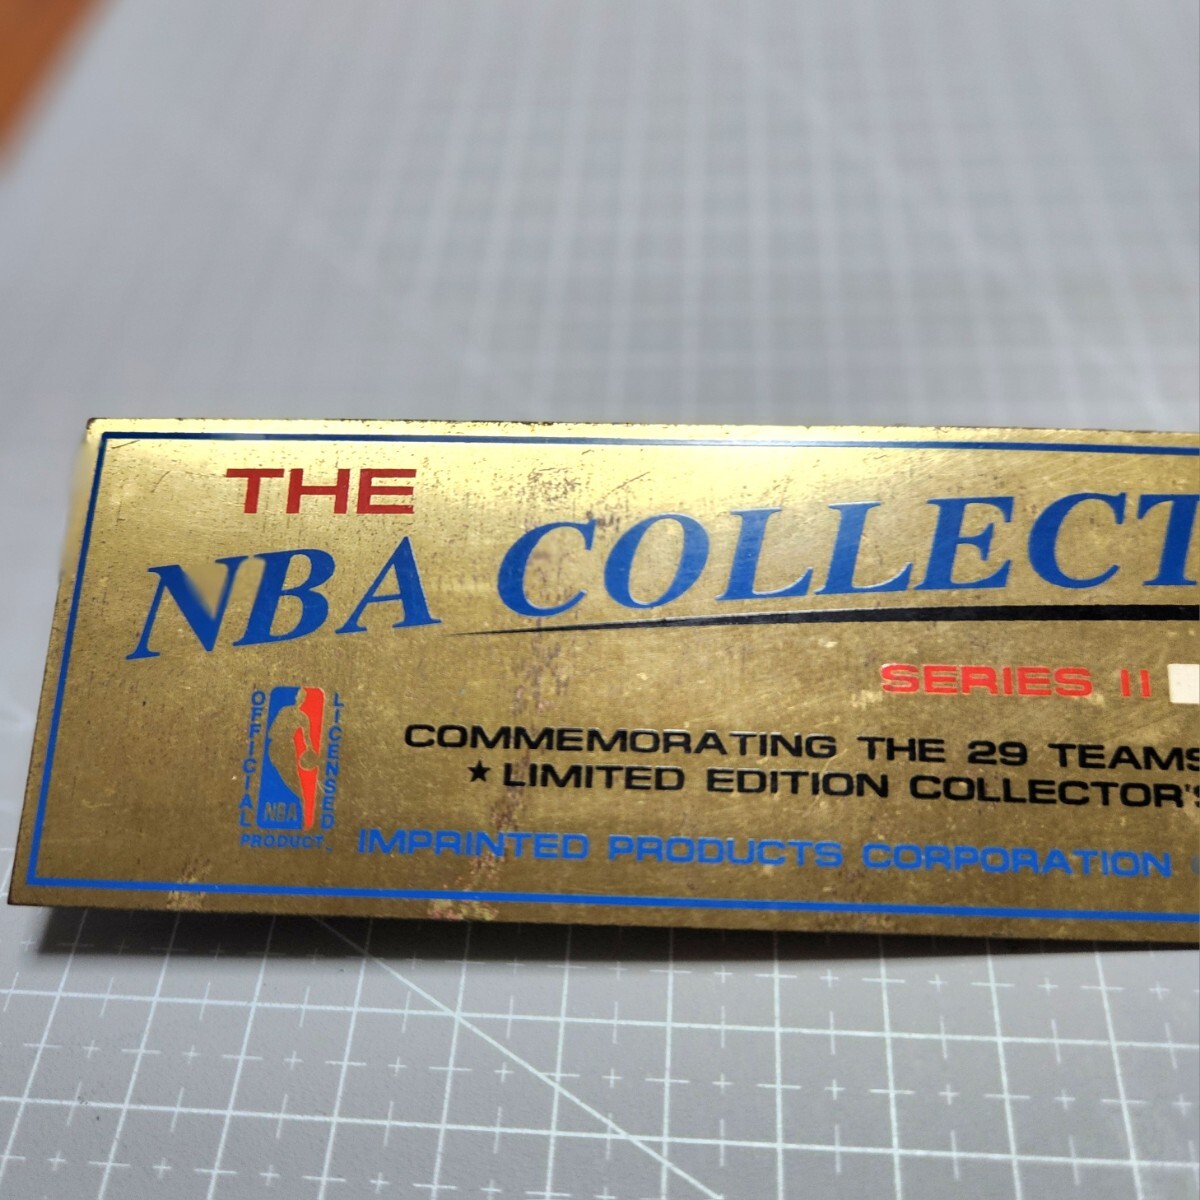 THE
NBA COLLECT
SERIES II
OFFICIAL LICENSED
NBA
PRODUCT
COMMEMORATING THE 29 TEAMS
★ LIMITED EDITION COLLECTOR'S
IMPRINTED PRODUCTS CORPORATION